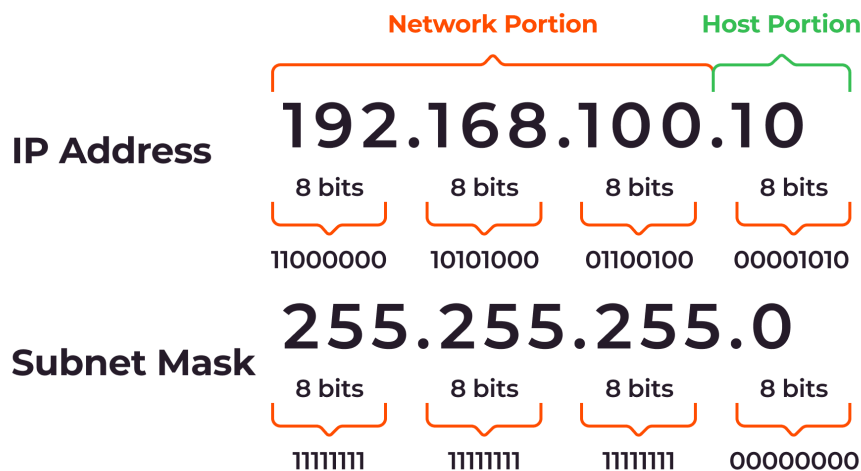 Network Portion Host Portion
IP Address 192.168.100.10
8 bits 8 bits 8 bits 8 bits
11000000 10101000 01100100 00001010
Subnet Mask 255.255.255.0
8 bits 8 bits 8 bits 8 bits
11111111 11111111 11111111 00000000